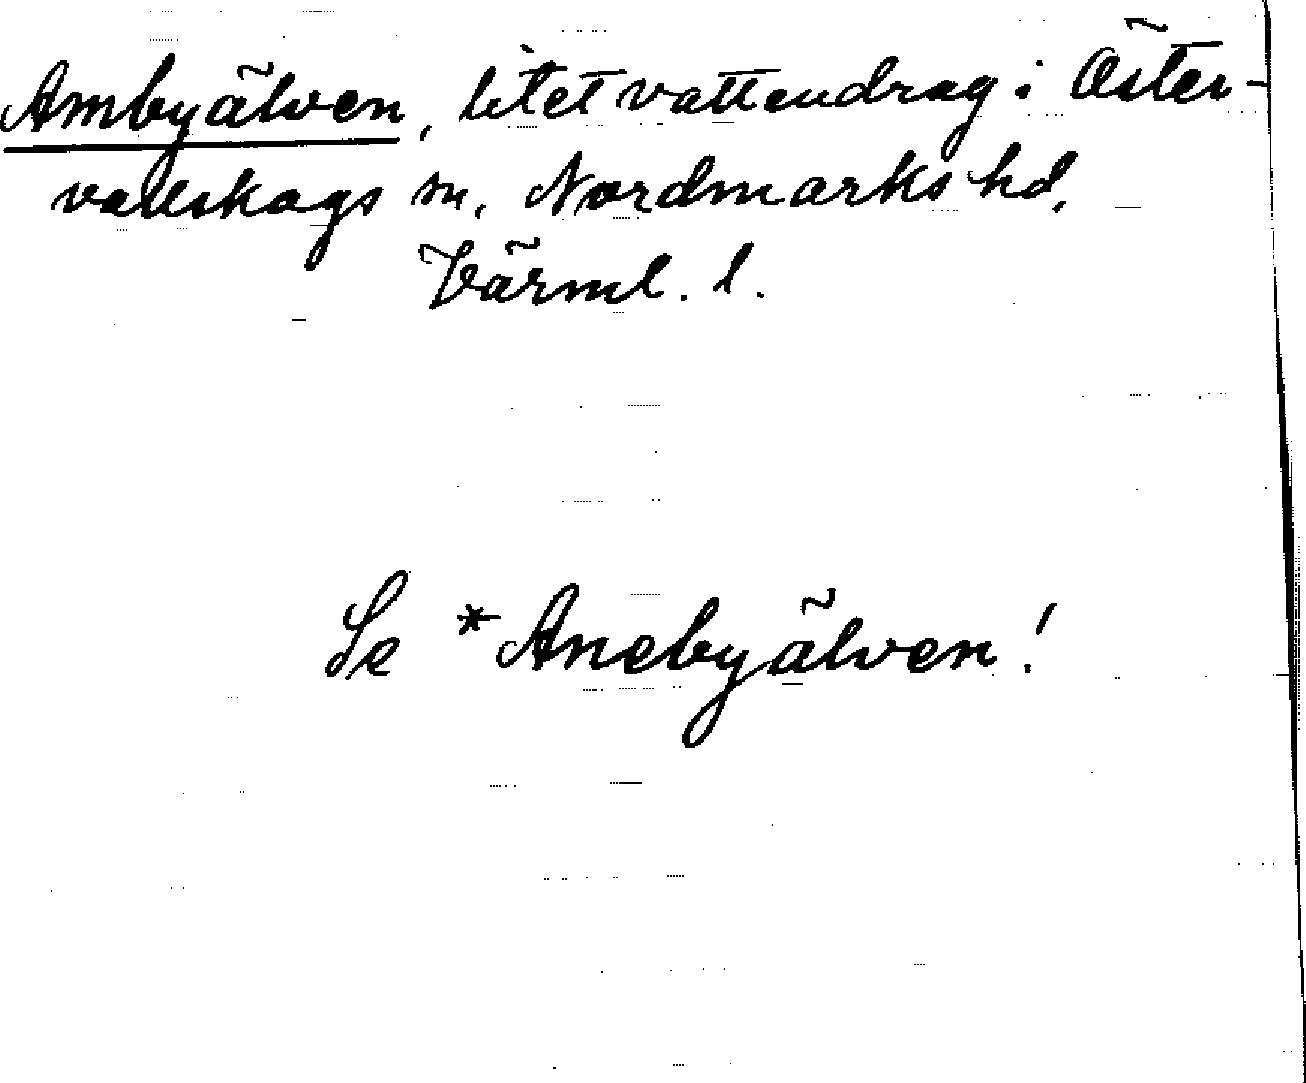 Ambyälven, litet vattendrag i Öster-
vallskogs sn, Nordmarks hd,
Värml. l.
Se *Anebyälven!